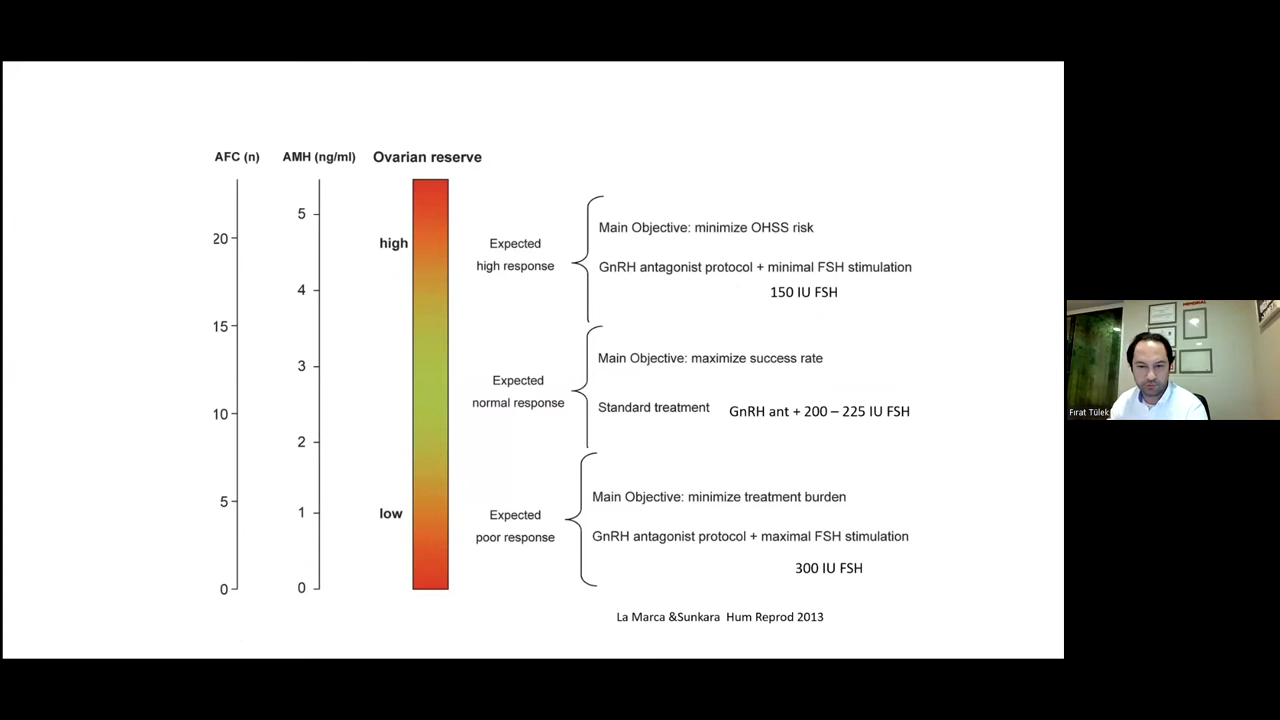 AFC (n) AMH (ng/ml) Ovarian reserve
5
20
high
Expected
high response
Main Objective: minimize OHSS risk
GnRH antagonist protocol + minimal FSH stimulation
150 IU FSH
4
15
3
Expected
normal response
Main Objective: maximize success rate
Standard treatment GnRH ant + 200 – 225 IU FSH
10
2
5
1
low
Expected
poor response
Main Objective: minimize treatment burden
GnRH antagonist protocol + maximal FSH stimulation
300 IU FSH
0
0
La Marca &Sunkara Hum Reprod 2013
Fırat Tülek